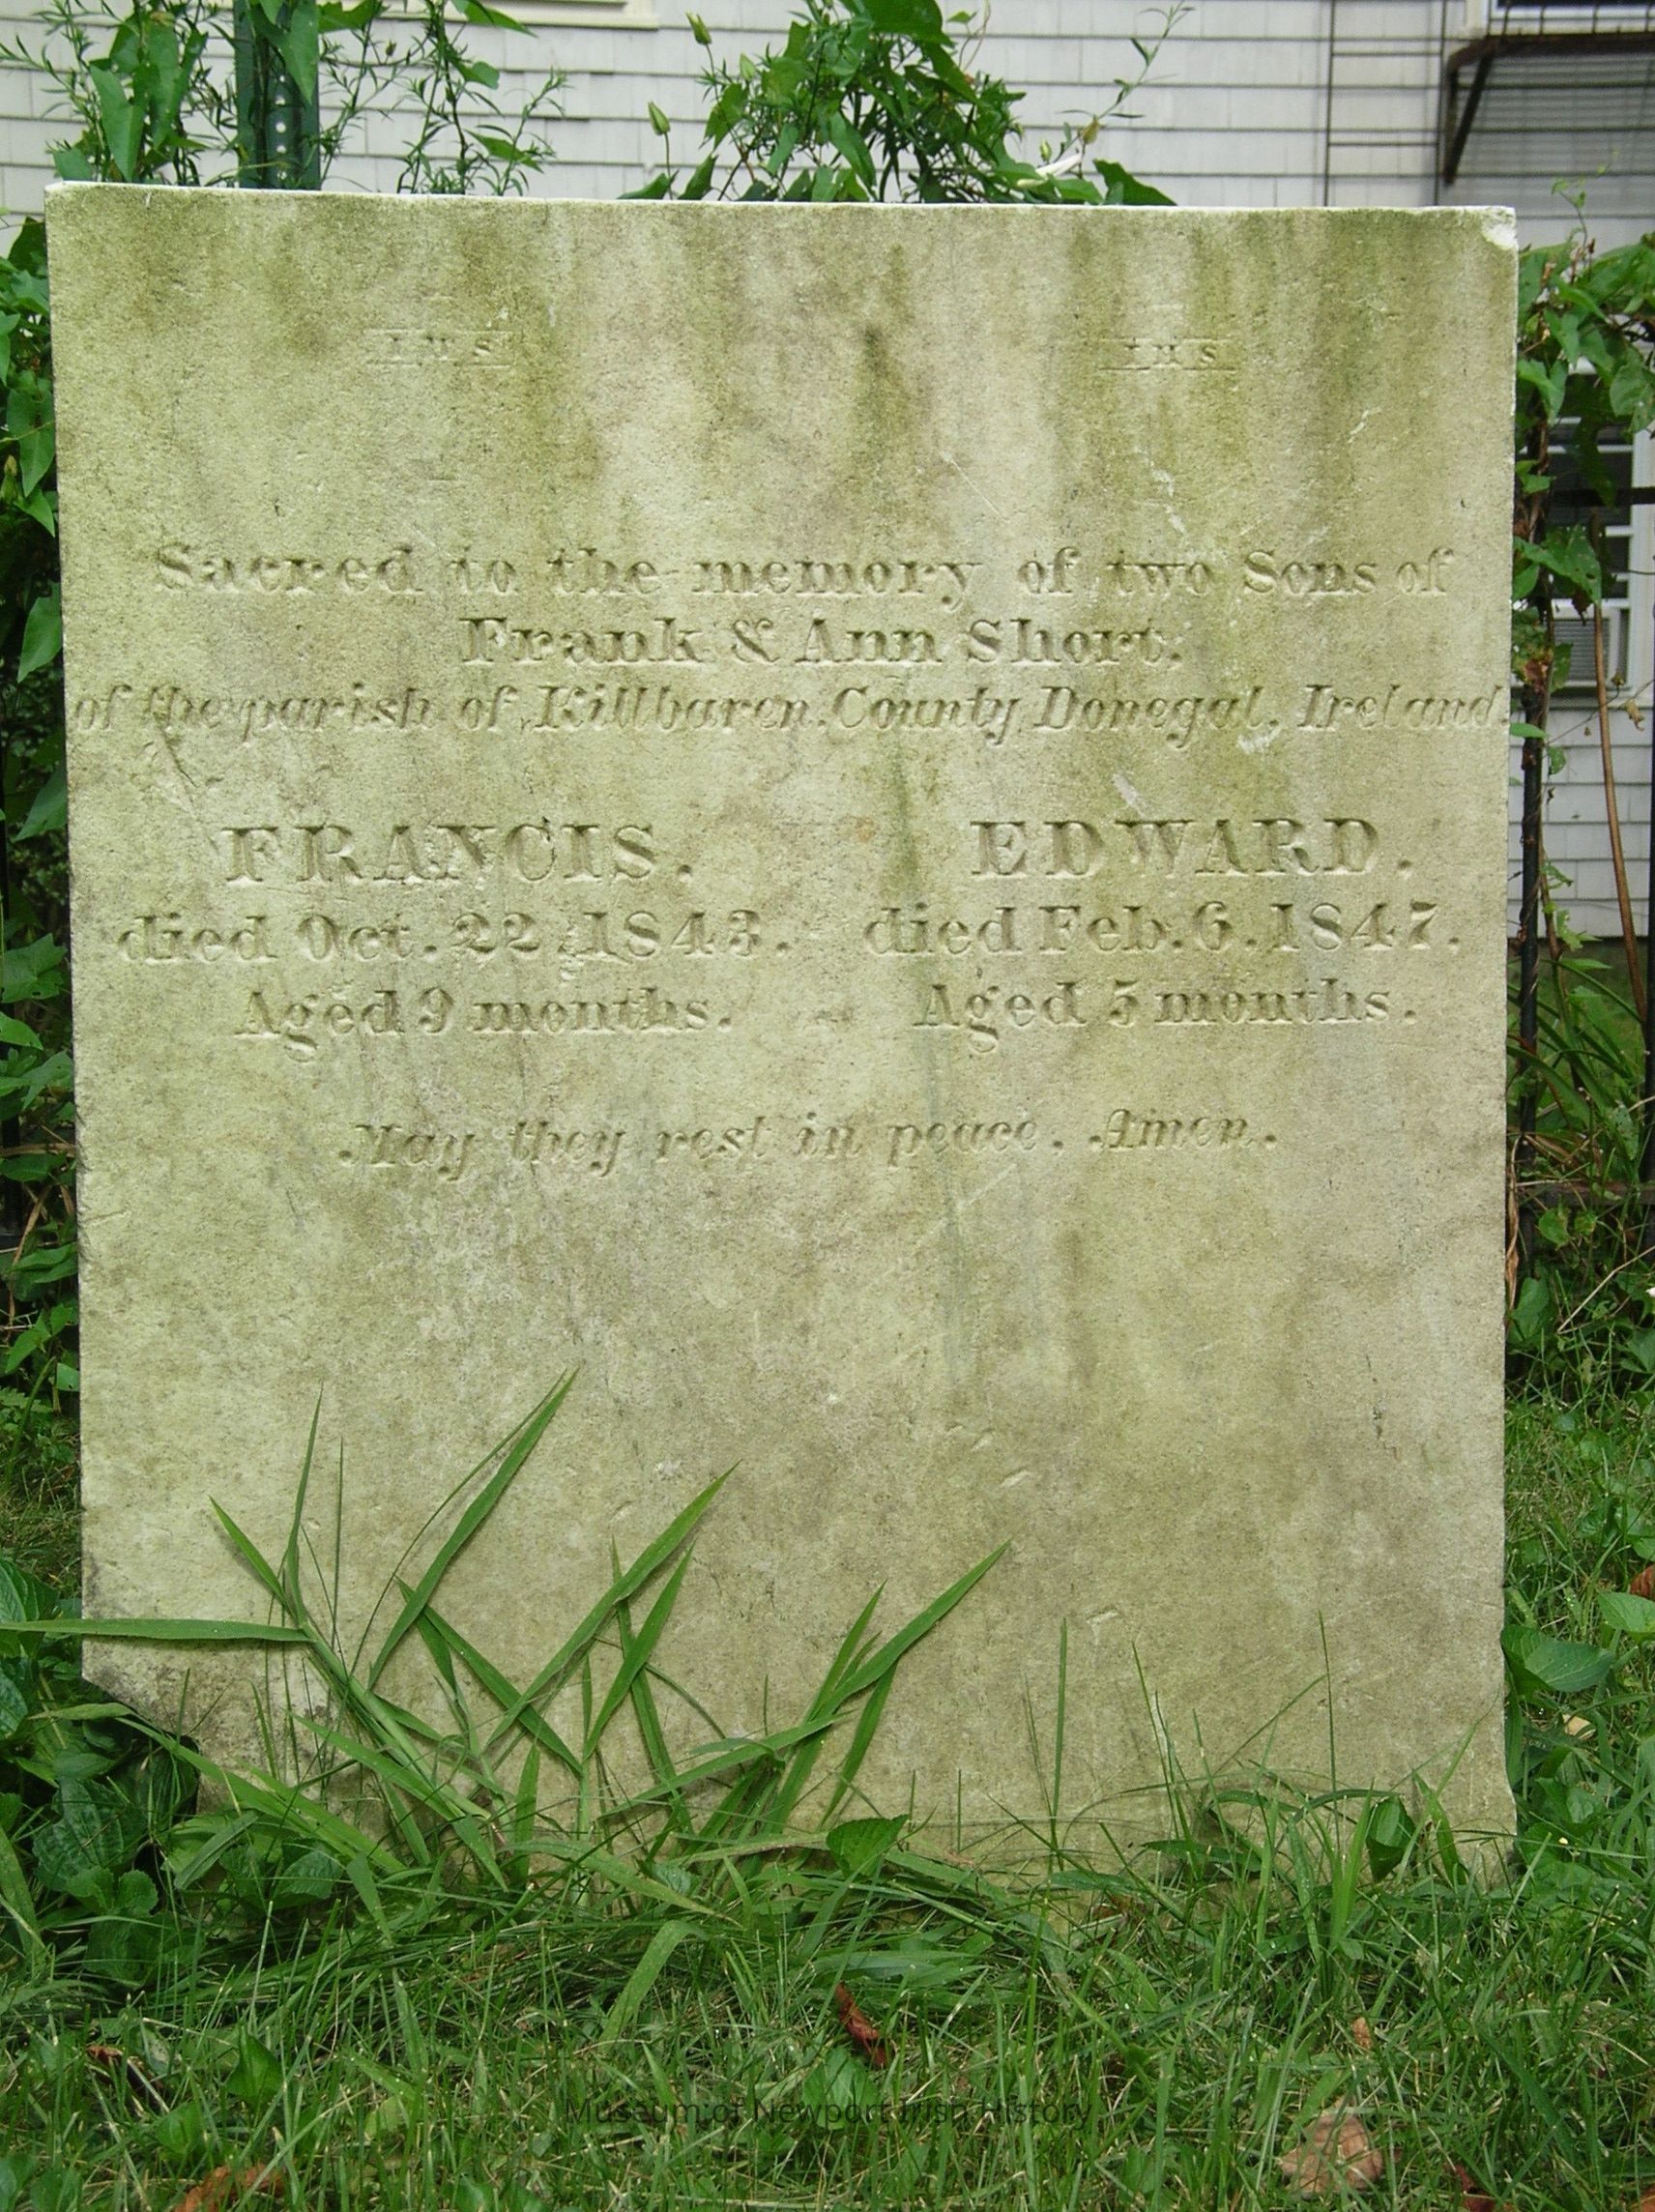 IHS IHS
Sacred to the memory of two Sons of
Frank & Ann Short.
of the parish of Killbaren County Donegal, Ireland.
FRANCIS. EDWARD.
died Oct. 22 1843. died Feb. 6. 1847.
Aged 9 months. Aged 5 months.
May they rest in peace. Amen.
Museum of Newport Irish History